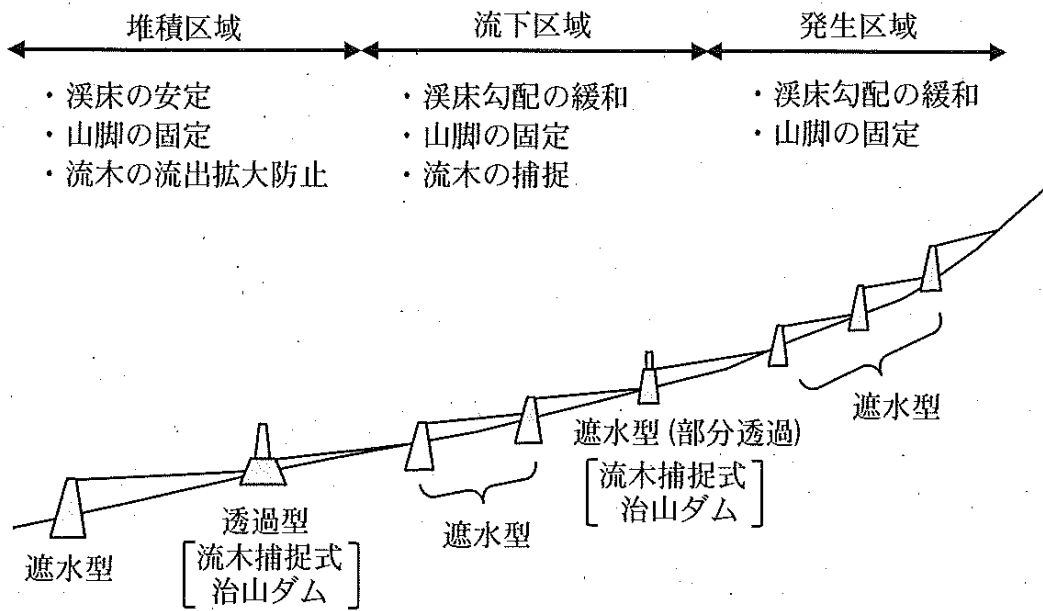 堆積区域
流下区域
発生区域
・渓床の安定
・山脚の固定
・流木の流出拡大防止
・渓床勾配の緩和
・山脚の固定
・流木の捕捉
・渓床勾配の緩和
・山脚の固定
遮水型
透過型
流木捕捉式
治山ダム
遮水型
遮水型(部分透過)
流木捕捉式
治山ダム
遮水型